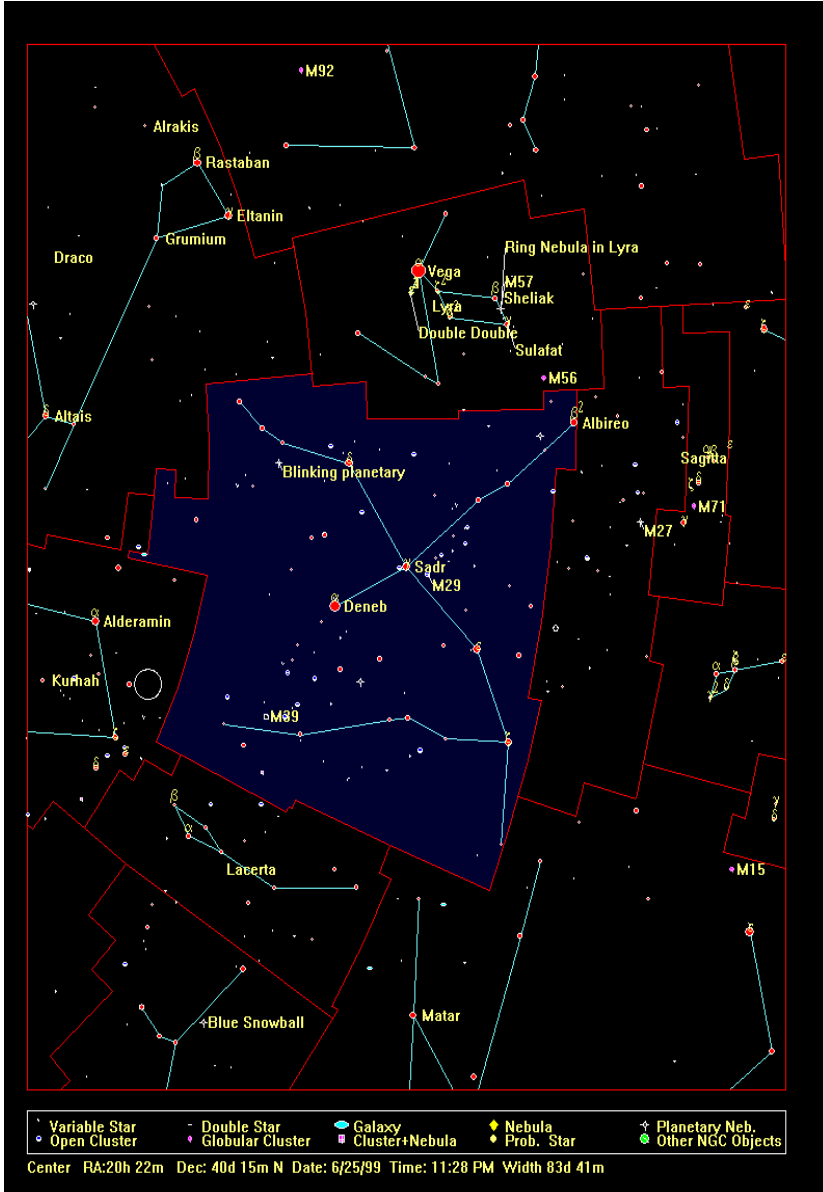 M92
Alrakis
β
Rastaban
Eltanin
Grumium
Draco
Ring Nebula in Lyra
Vega
M57
β
Sheliak
Lyra
Double Double
Sulafat
M56
Altais
β2
Albireo
Sagitta
Blinking planetary
δ
M71
M27
γ
Sadr
M29
α
Deneb
α
Alderamin
Kurhah
M39
β
α
Lacerta
M15
Matar
Blue Snowball
Variable Star
Double Star
Galaxy
Nebula
Planetary Neb.
Open Cluster
Globular Cluster
Cluster+Nebula
Prob. Star
Other NGC Objects
Center RA:20h 22m Dec: 40d 15m N Date: 6/25/99 Time: 11:28 PM Width 83d 41m